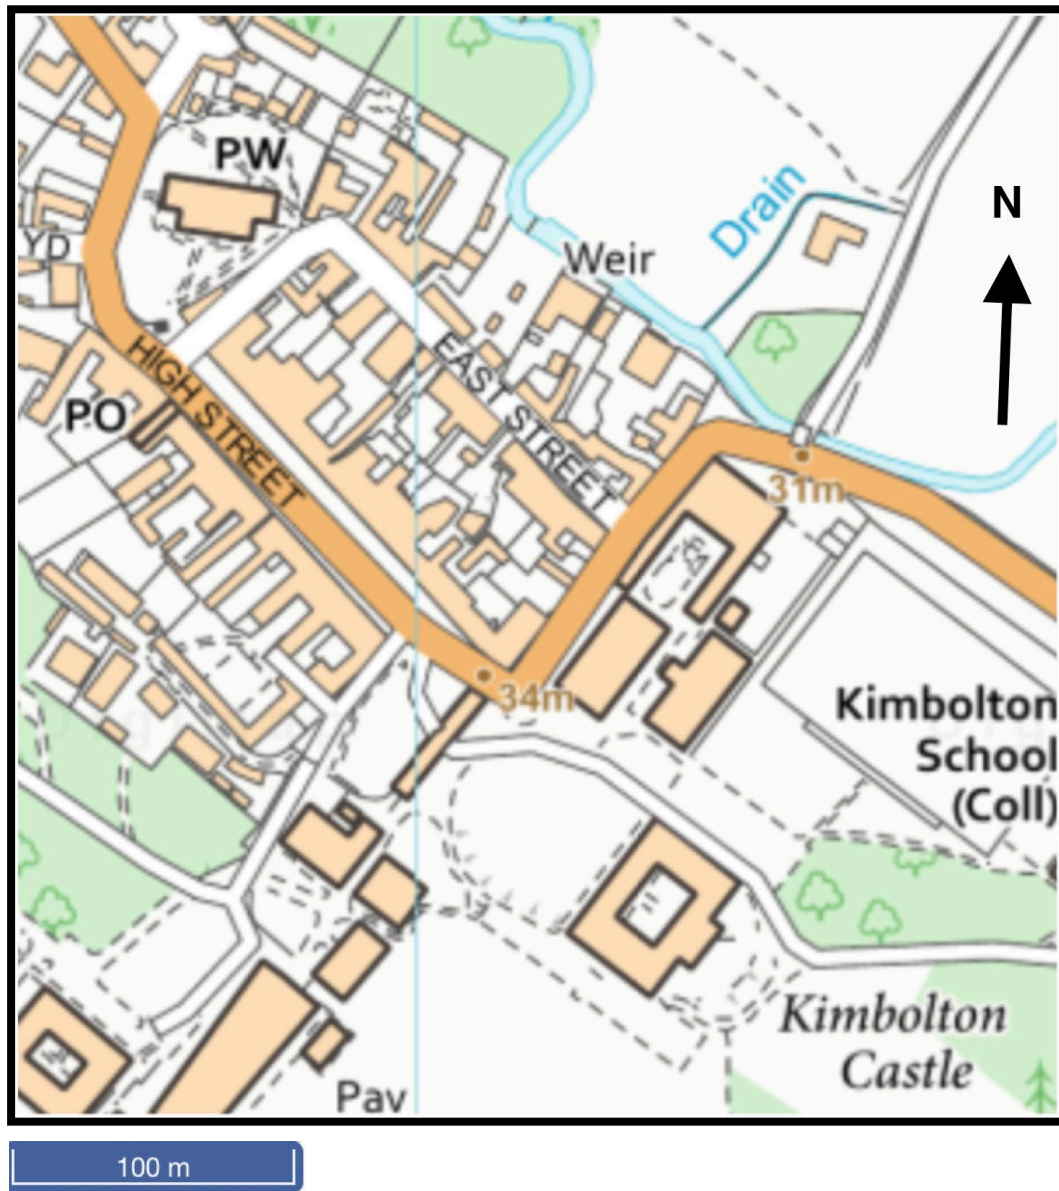 PW
N
Drain
YD
Weir
HIGH STREET
EAST STREET
PO
31m
34m
Kimbolton
School
(Coll)
Kimbolton
Castle
Pav
100 m